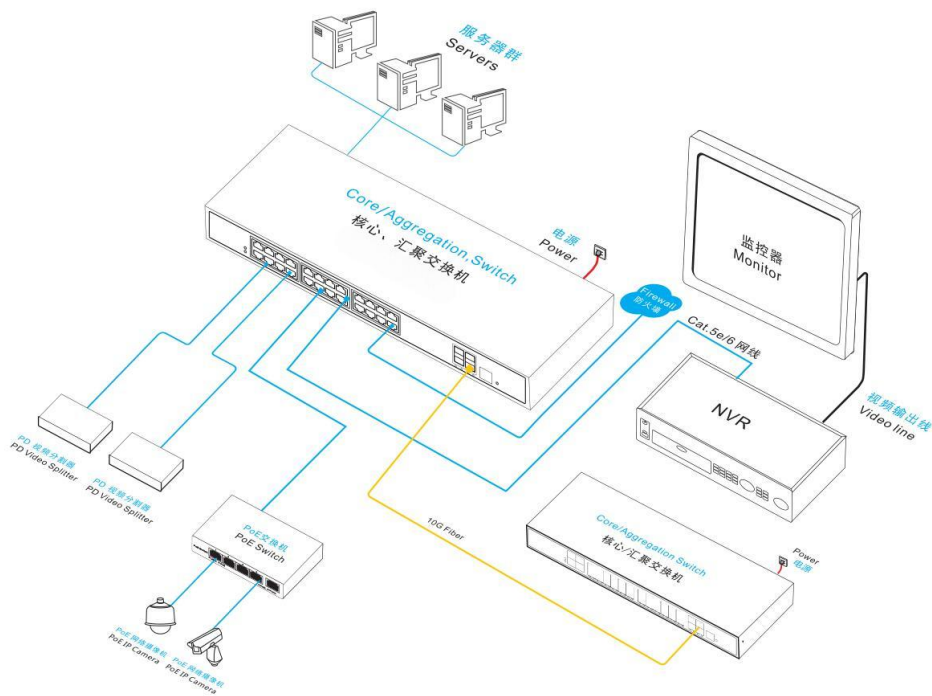 服务器群
Servers
Core/Aggregation,Switch
核心、汇聚交换机
电源
Power
监控器
Monitor
Firewall
防火墙
Cat.5e/6 网线
NVR
视频输出线
Video line
PD 视频分割器
PD Video Splitter
PD 视频分割器
PD Video Splitter
PoE交换机
PoE Switch
10G Fiber
Core/Aggregation Switch
核心/汇聚交换机
Power
电源
PoE 网络摄像机
PoE IP Camera
PoE 网络摄像机
PoE IP Camera